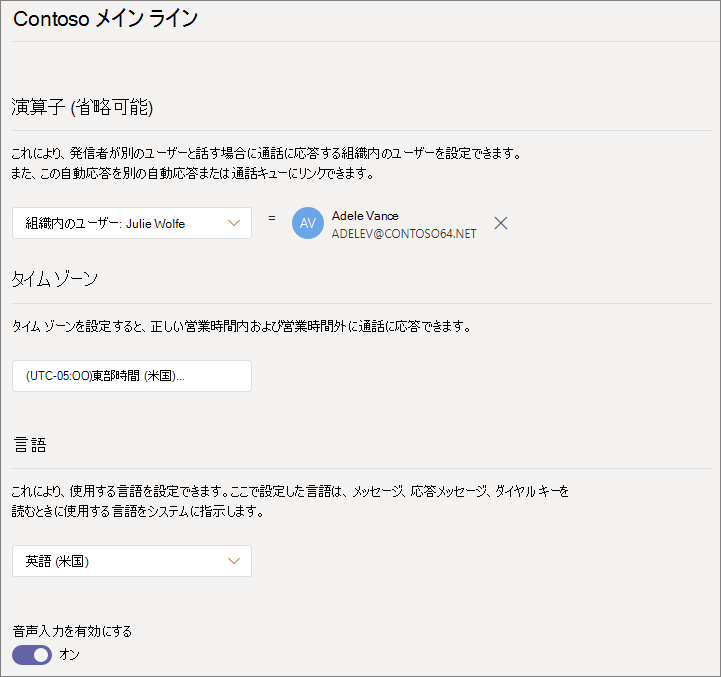 Contoso メイン ライン
演算子 (省略可能)
これにより、発信者が別のユーザーと話す場合に通話に応答する組織内のユーザーを設定できます。
また、この自動応答を別の自動応答または通話キューにリンクできます。
組織内のユーザー: Julie Wolfe = AV Adele Vance
ADELEV@CONTOSO64.NET
タイム ゾーン
タイム ゾーンを設定すると、正しい営業時間内および営業時間外に通話に応答できます。
(UTC-05:00)東部時間 (米国)...
言語
これにより、使用する言語を設定できます。ここで設定した言語は、メッセージ、応答メッセージ、ダイヤル キーを
読むときに使用する言語をシステムに指示します。
英語 (米国)
音声入力を有効にする
オン